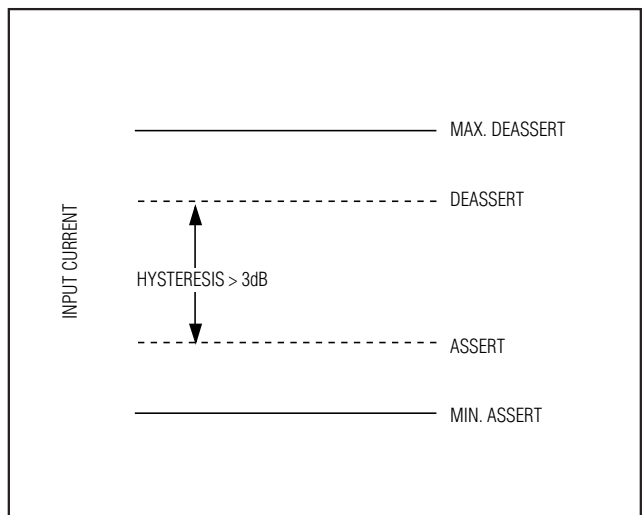 MAX. DEASSERT
DEASSERT
INPUT CURRENT
HYSTERESIS > 3dB
ASSERT
MIN. ASSERT